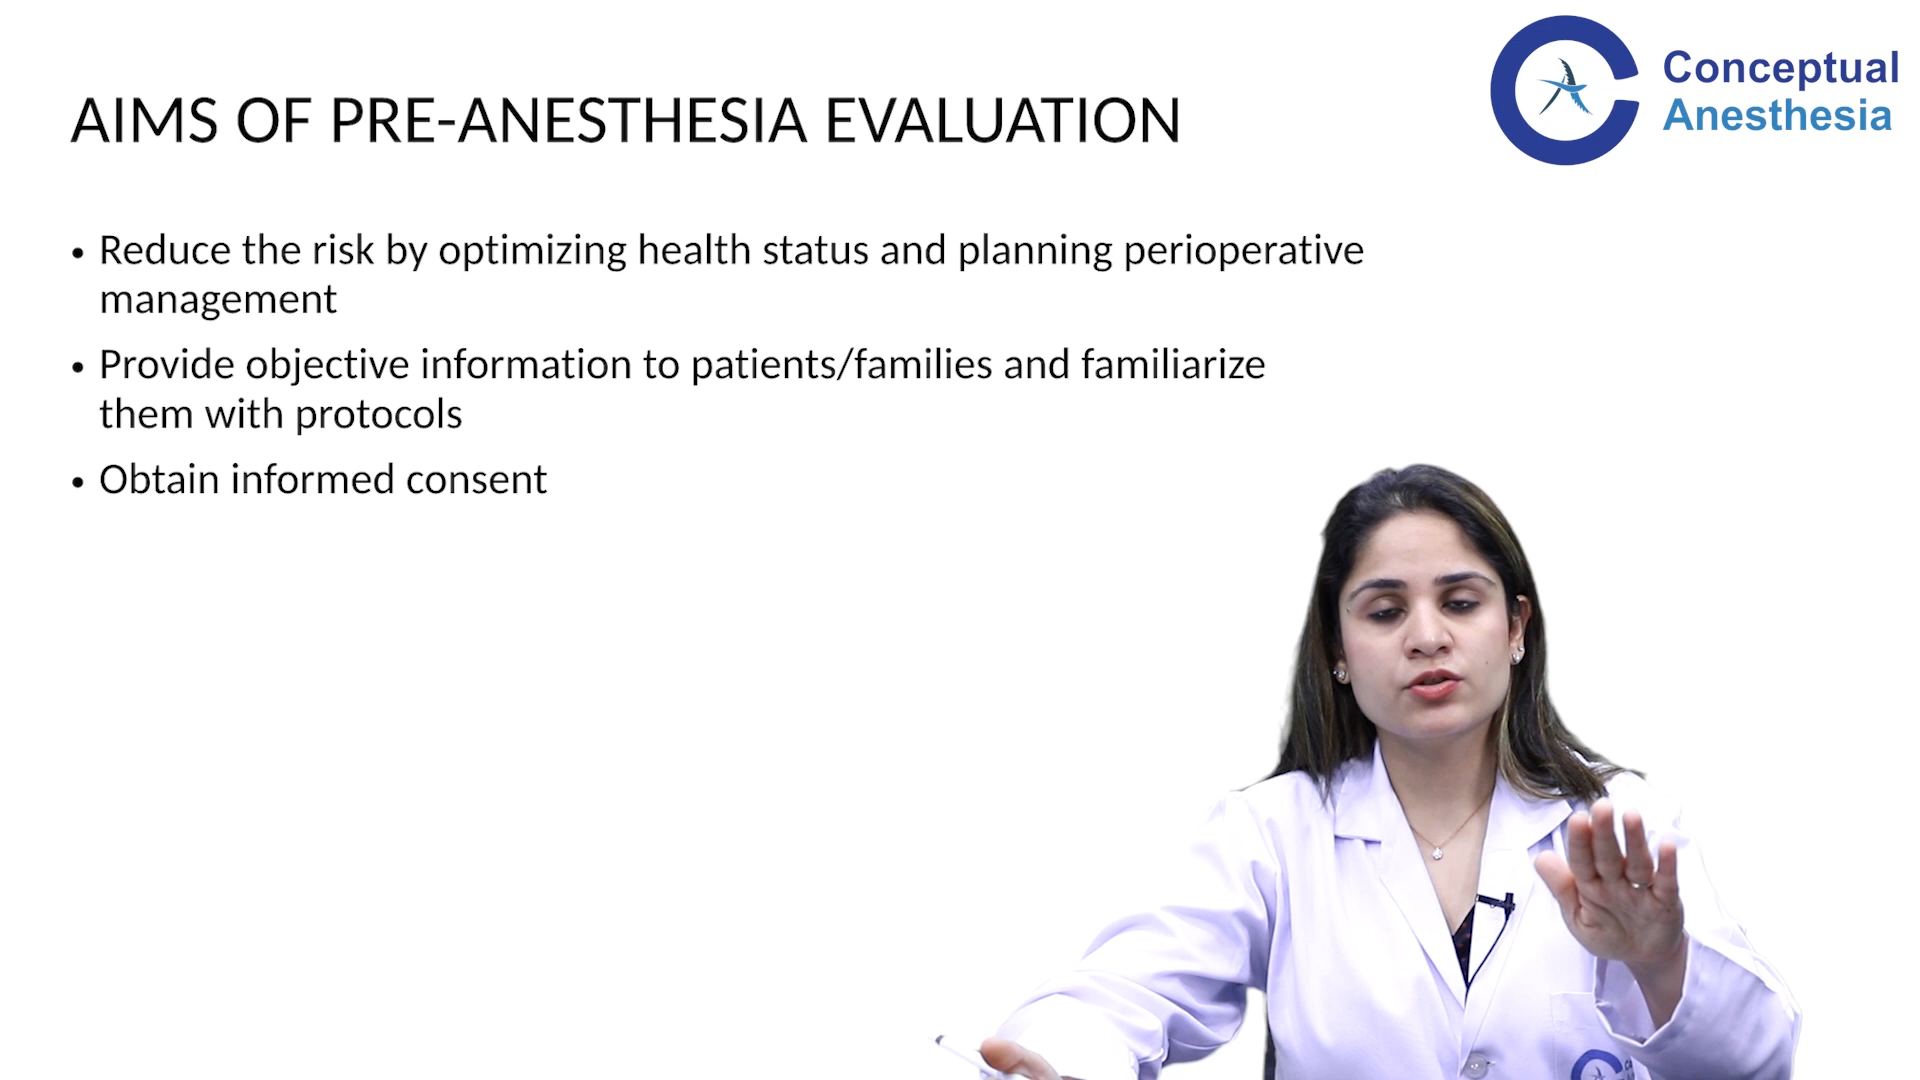 Conceptual
Anesthesia
AIMS OF PRE-ANESTHESIA EVALUATION
• Reduce the risk by optimizing health status and planning perioperative
management
• Provide objective information to patients/families and familiarize
them with protocols
• Obtain informed consent